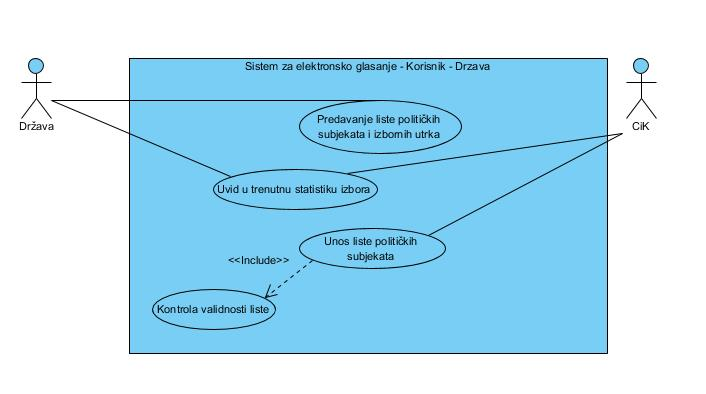 Sistem za elektronsko glasanje - Korisnik - Drzava
Država
CiK
Predavanje liste političkih
subjekata i izbornih utrka
Uvid u trenutnu statistiku izbora
Unos liste političkih
subjekata
<<Include>>
Kontrola validnosti liste